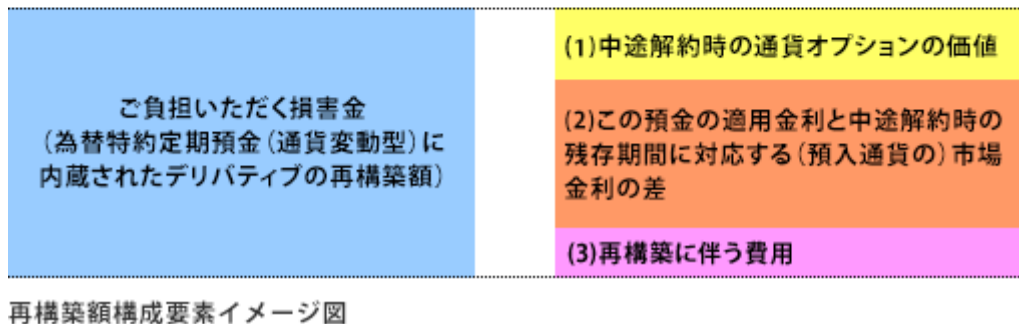 ご負担いただく損害金
(為替特約定期預金(通貨変動型)に
内蔵されたデリバティブの再構築額)
(1)中途解約時の通貨オプションの価値
(2)この預金の適用金利と中途解約時の
残存期間に対応する(預入通貨の)市場
金利の差
(3)再構築に伴う費用
再構築額構成要素イメージ図